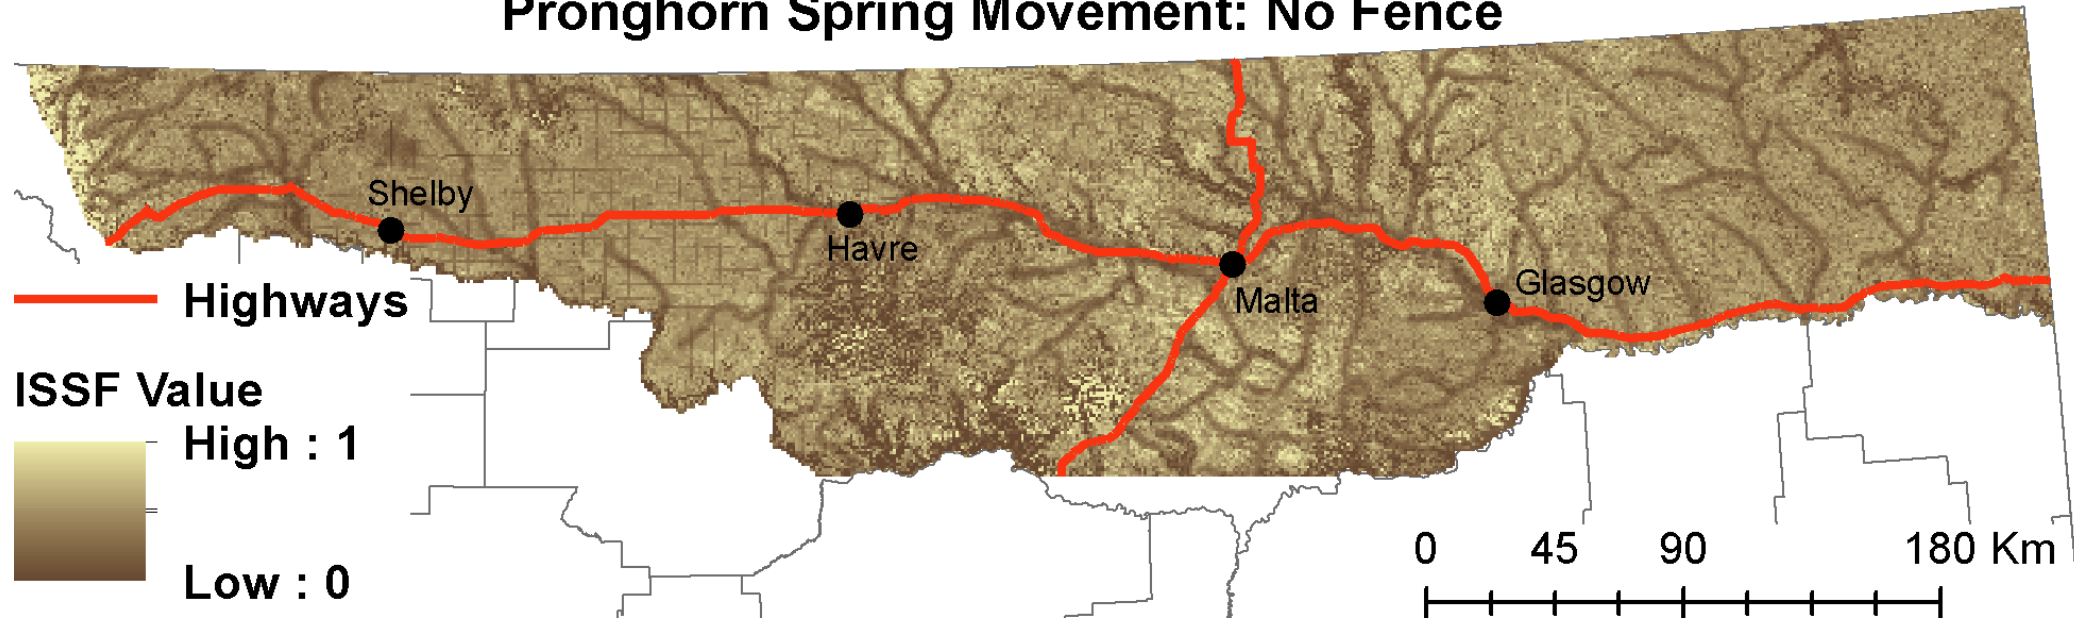 Pronghorn Spring Movement: No Fence
Shelby
Havre
Malta
Glasgow
Highways
ISSF Value
High : 1
Low : 0
0 45 90 180 Km